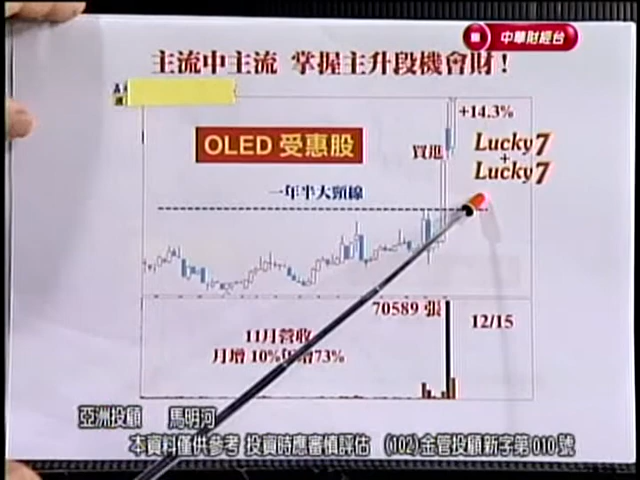 中華財經台
主流中主流 掌握主升段機會財!
+14.3%
OLED 受惠股
買進
Lucky7
+
Lucky7
一年半大頸線
70589 張
12/15
11月營收
月增 10% 增73%
亞洲投顧 馬明河
本資料僅供參考 投資時應審慎評估 (102)金管投顧新字第010號